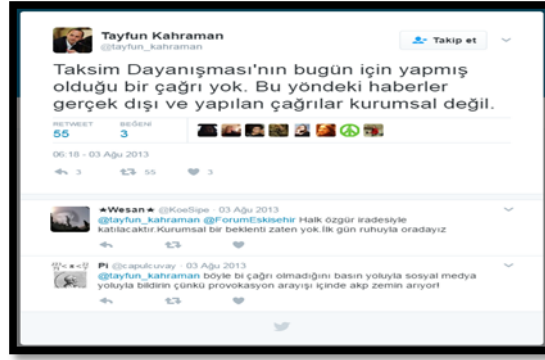 Tayfun Kahraman
@tayfun_kahraman
Takip et
Taksim Dayanışması'nın bugün için yapmış
olduğu bir çağrı yok. Bu yöndeki haberler
gerçek dışı ve yapılan çağrılar kurumsal değil.
RETWEET BEĞENİ
55 3
06:18 - 03 Ağu 2013
3 55 3
★Wesan★ @KoeSipe · 03 Ağu 2013
@tayfun_kahraman @ForumEskisehir Halk özgür iradesiyle
katılacaktır.Kurumsal bir beklenti zaten yok.İlk gün ruhuyla oradayız
Pi @capulcuvay · 03 Ağu 2013
@tayfun_kahraman böyle bi çağrı olmadığını basın yoluyla sosyal medya
yoluyla bildirin çünkü provokasyon arayışı içinde akp zemin arıyor!